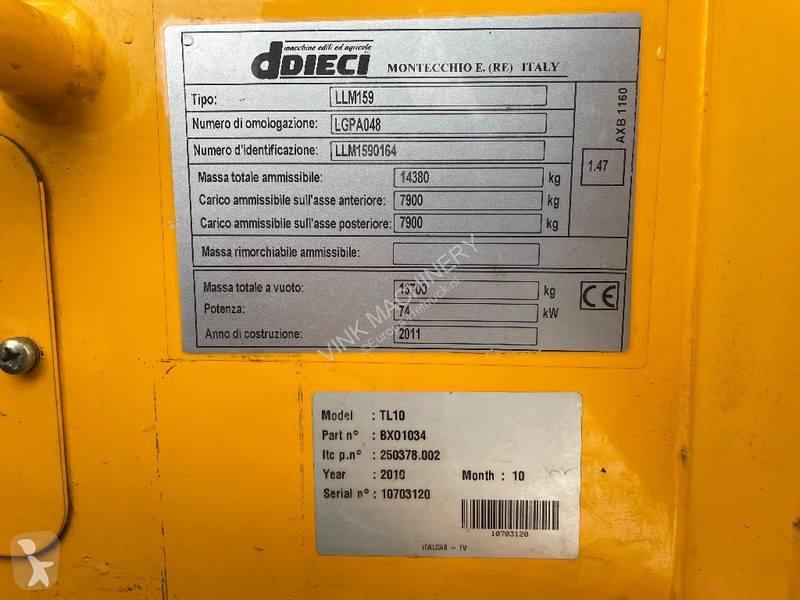 macchine edili ed agricole
dDIECI
MONTECCHIO E. (RE) ITALY
Tipo: LLM159
Numero di omologazione: LGPA048
Numero d'identificazione: LLM1590164
AXB 1160
1.47
Massa totale ammissibile: 14380 kg
Carico ammissibile sull'asse anteriore: 7900 kg
Carico ammissibile sull'asse posteriore: 7900 kg
Massa rimorchiabile ammissibile:
Massa totale a vuoto: 13700 kg
Potenza: 74 kW
Anno di costruzione: 2011
CE
VINK MACHINERY
Model : TL10
Part n° : BX01034
Itc p.n° : 250378.002
Year : 2010 Month : 10
Serial n° : 10703120
10703120
ITALCAB - TV